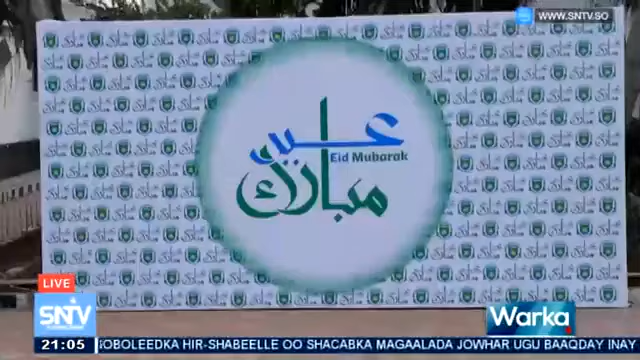 WWW.SNTV.SO
عيد
Eid Mubarak
مبارك
LIVE
SNTV
Warka
21:05
GOBOLEEDKA HIR-SHABEELLE OO SHACABKA MAGAALADA JOWHAR UGU BAAQDAY INAY